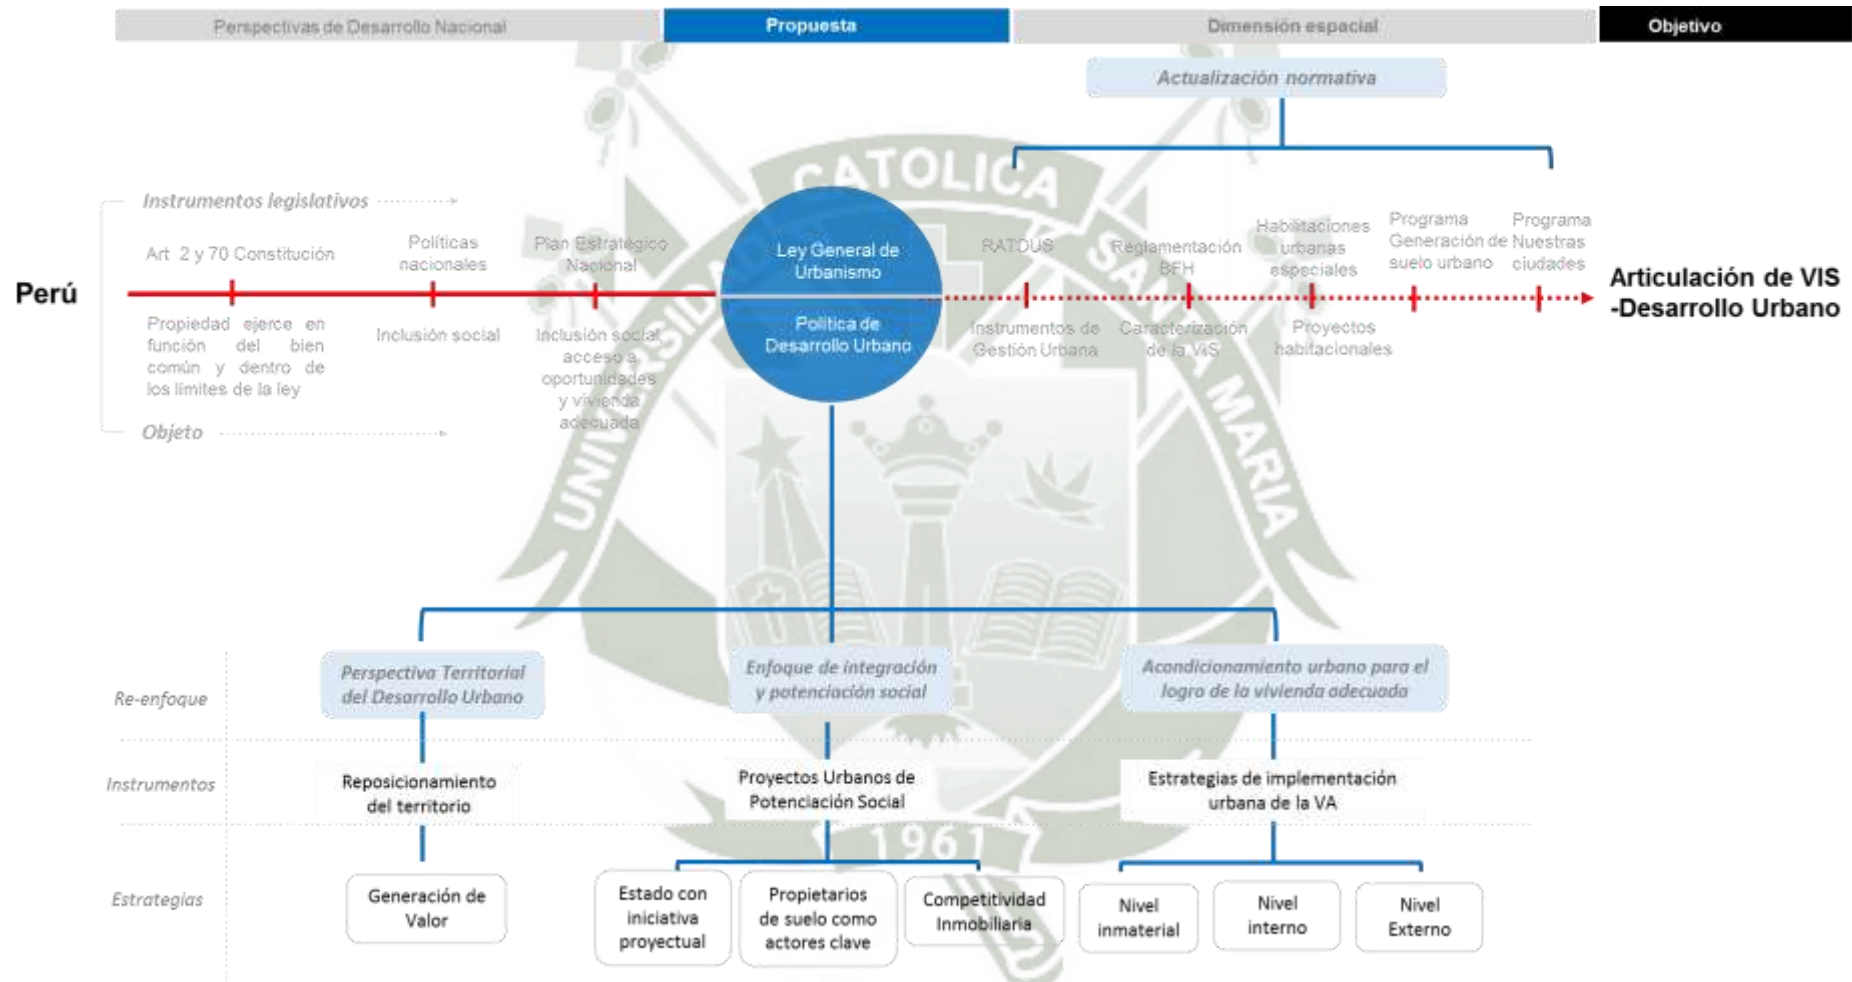 Perspectivas de Desarrollo Nacional
Propuesta
Dimensión espacial
Objetivo
Actualización normativa
Instrumentos legislativos
Art 2 y 70 Constitución
Políticas
nacionales
Plan Estratégico
Nacional
Ley General de
Urbanismo
RATDUS
Reglamentación
BFH
Habilitaciones
urbanas
especiales
Programa
Generación de
suelo urbano
Programa
Nuestras
ciudades
Perú
Articulación de VIS
-Desarrollo Urbano
Propiedad ejerce en
función del bien
común y dentro de
los límites de la ley
Inclusión social
Inclusión social,
acceso a
oportunidades
y vivienda
adecuada
Política de
Desarrollo Urbano
Instrumentos de
Gestión Urbana
Caracterización
de la VIS
Proyectos
habitacionales
Objeto
UNIVERSIDAD CATOLICA SANTA MARIA
Re-enfoque
Perspectiva Territorial
del Desarrollo Urbano
Enfoque de integración
y potenciación social
Acondicionamiento urbano para el
logro de la vivienda adecuada
Instrumentos
Reposicionamiento
del territorio
Proyectos Urbanos de
Potenciación Social
Estrategias de implementación
urbana de la VA
1961
Estrategias
Generación de
Valor
Estado con
iniciativa
proyectual
Propietarios
de suelo como
actores clave
Competitividad
Inmobiliaria
Nivel
inmaterial
Nivel
interno
Nivel
Externo